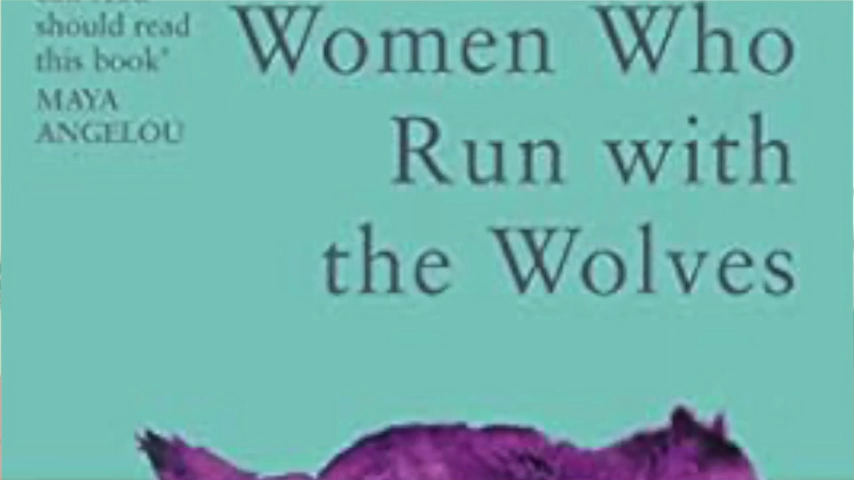 should read
this book'
MAYA
ANGELOU
Women Who
Run with
the Wolves